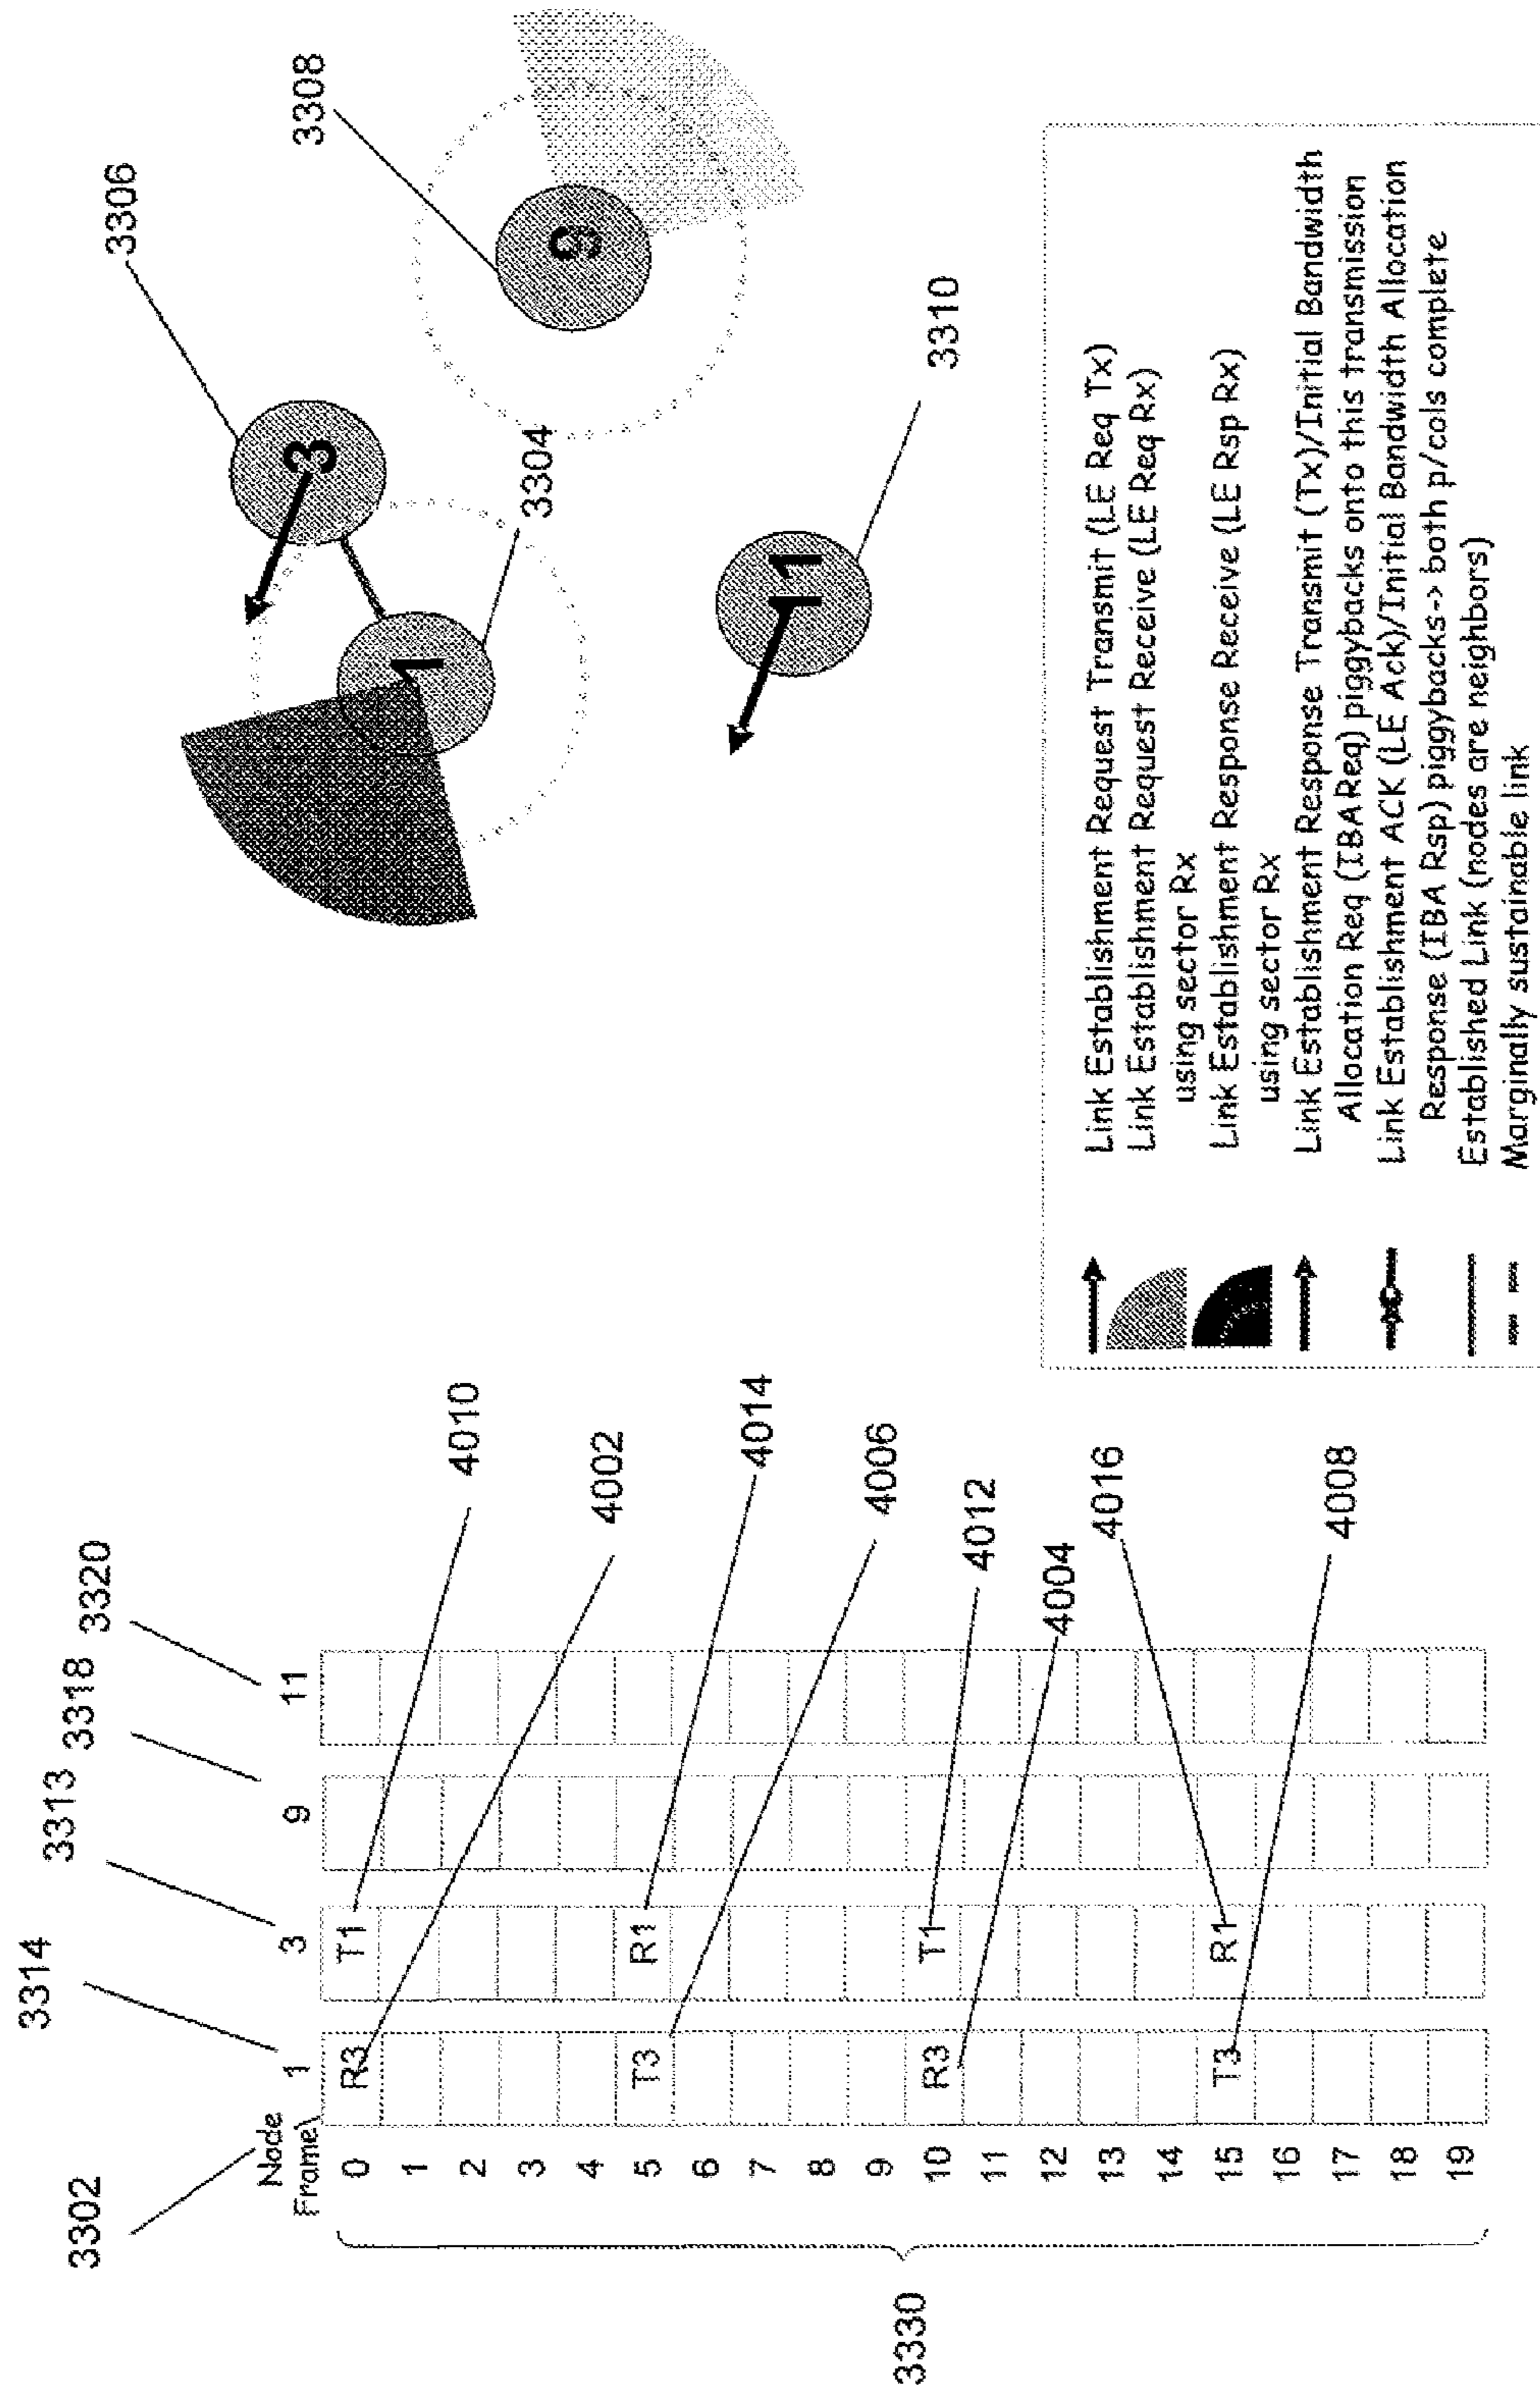 3302
3314
3313
3318
3320
Node
Frame\
1
3
9
11
0
R3
T1
1
2
3
4
5
T3
R1
6
7
8
9
10
R3
T1
11
12
13
14
15
T3
R1
16
17
18
19
3330
4010
4002
4014
4006
4012
4004
4016
4008
3306
3308
3
1
9
3304
11
3310
Link Establishment Request Transmit (LE Req Tx)
Link Establishment Request Receive (LE Req Rx)
using sector Rx
Link Establishment Response Receive (LE Rsp Rx)
using sector Rx
Link Establishment Response Transmit (Tx)/Initial Bandwidth
Allocation Req (IBA Req) piggybacks onto this transmission
Link Establishment ACK (LE Ack)/Initial Bandwidth Allocation
Response (IBA Rsp) piggybacks-> both p/cols complete
Established Link (nodes are neighbors)
Marginally sustainable link